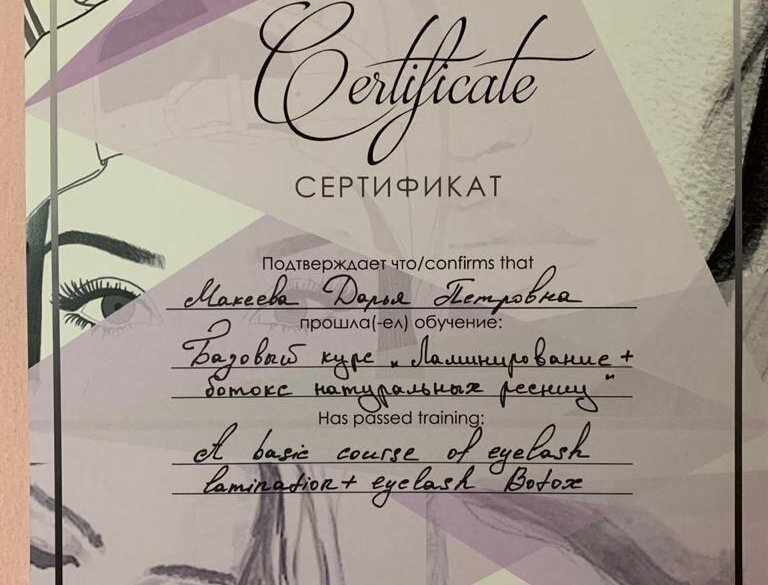 Certificate
СЕРТИФИКАТ
Подтверждает что/confirms that
Макеева Дарья Петровна
прошла(-ел) обучение:
Базовый курс „Ламинирование +
ботокс натуральных ресниц"
Has passed training:
A basic course of eyelash
lamination + eyelash Botox